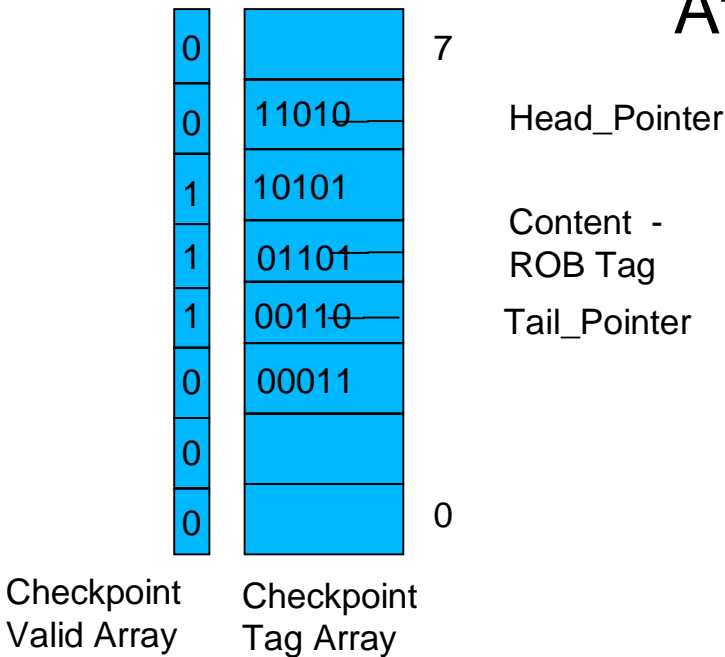 0 7
0 11010 Head_Pointer
1 10101
Content -
1 01101 ROB Tag
1 00110 Tail_Pointer
0 00011
0
0 0
Checkpoint Valid Array
Checkpoint Tag Array